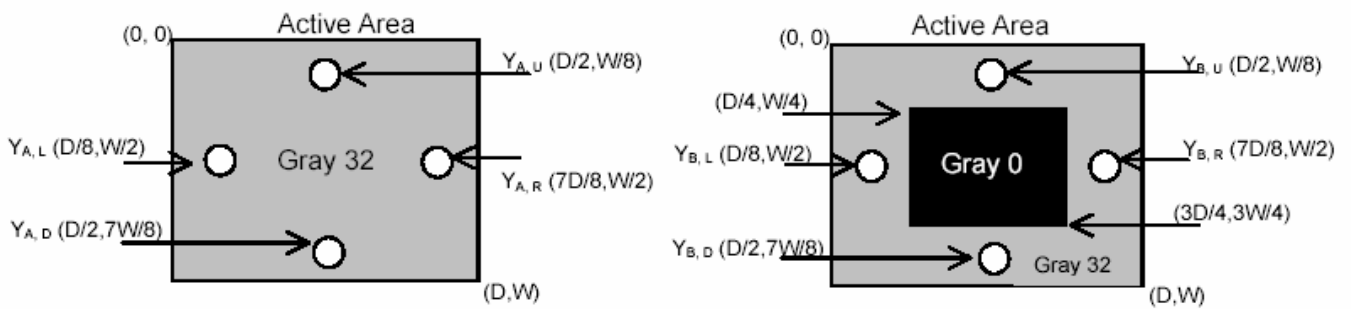 Active Area
(0, 0)
YA, U (D/2,W/8)
YA, L (D/8,W/2)
Gray 32
YA, R (7D/8,W/2)
YA, D (D/2,7W/8)
(D,W)
Active Area
(0, 0)
YB, U (D/2,W/8)
(D/4,W/4)
YB, L (D/8,W/2)
Gray 0
YB, R (7D/8,W/2)
(3D/4,3W/4)
YB, D (D/2,7W/8)
Gray 32
(D,W)